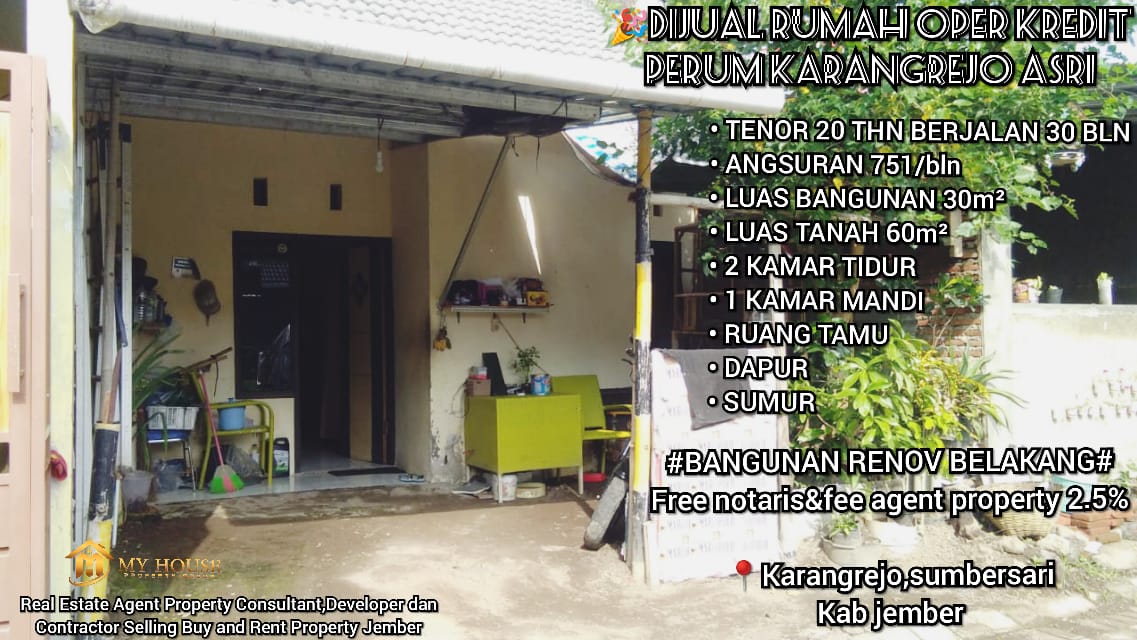 🎉DIJUAL RUMAH OPER KREDIT
PERUM KARANGREJO ASRI
• TENOR 20 THN BERJALAN 30 BLN
• ANGSURAN 751/bln
• LUAS BANGUNAN 30m²
• LUAS TANAH 60m²
• 2 KAMAR TIDUR
• 1 KAMAR MANDI
• RUANG TAMU
• DAPUR
• SUMUR
#BANGUNAN RENOV BELAKANG#
Free notaris&fee agent property 2.5%
📍Karangrejo,sumbersari
Kab jember
MY HOUSE
Real Estate Agent Property Consultant,Developer dan
Contractor Selling Buy and Rent Property Jember